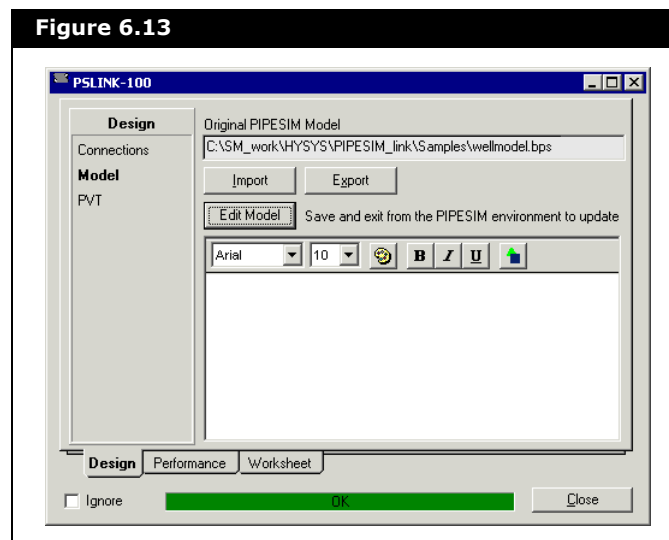 Figure 6.13
PSLINK-100
Design
Connections
Model
PVT
Original PIPESIM Model
C:\SM_work\HYSYS\PIPESIM_link\Samples\wellmodel.bps
Import Export
Edit Model Save and exit from the PIPESIM environment to update
Arial 10 B I U
Design Performance Worksheet
Ignore OK Close